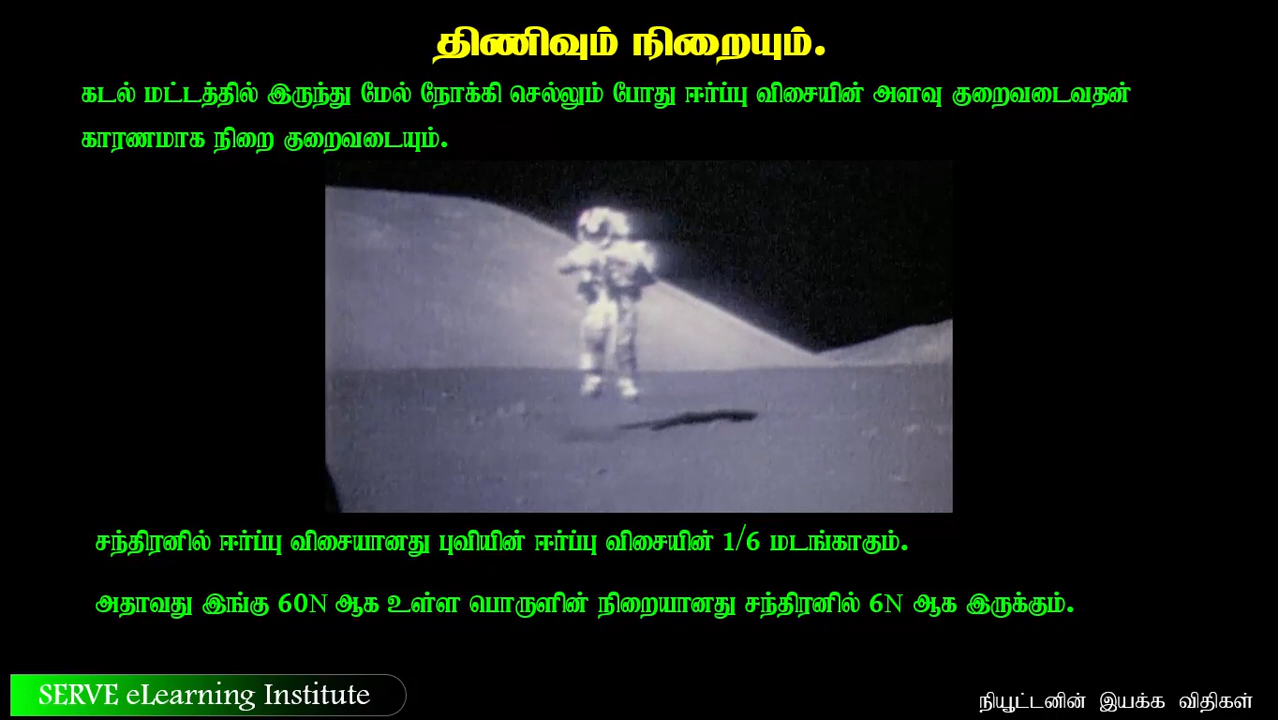 திணிவும் நிறையும்.
கடல் மட்டத்தில் இருந்து மேல் நோக்கி செல்லும் போது ஈர்ப்பு விசையின் அளவு குறைவடைவதன்
காரணமாக நிறை குறைவடையும்.
சந்திரனில் ஈர்ப்பு விசையானது புவியின் ஈர்ப்பு விசையின் 1/6 மடங்காகும்.
அதாவது இங்கு 60N ஆக உள்ள பொருளின் நிறையானது சந்திரனில் 6N ஆக இருக்கும்.
SERVE eLearning Institute
நியூட்டனின் இயக்க விதிகள்